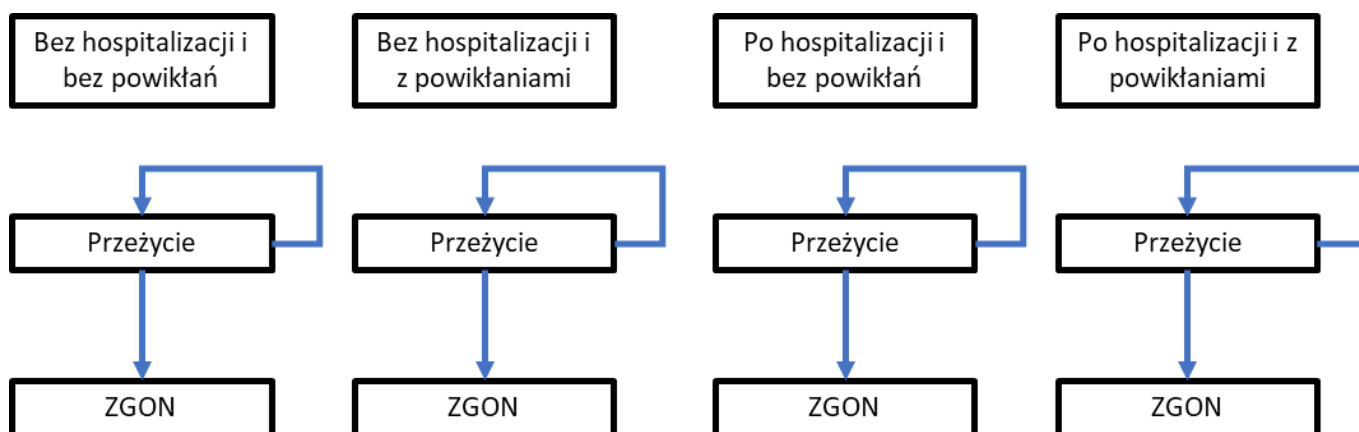 Bez hospitalizacji i
bez powikłań
Bez hospitalizacji i
z powikłaniami
Po hospitalizacji i
bez powikłań
Po hospitalizacji i z
powikłaniami
Przeżycie
Przeżycie
Przeżycie
Przeżycie
ZGON
ZGON
ZGON
ZGON